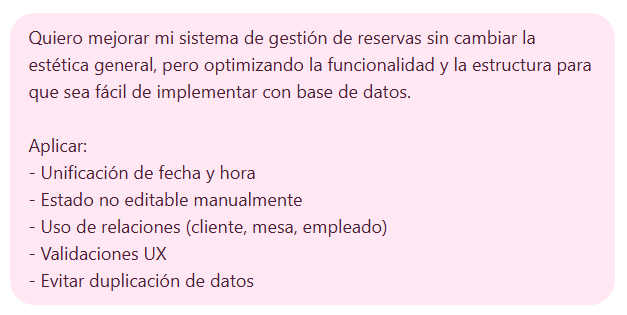 Quiero mejorar mi sistema de gestión de reservas sin cambiar la
estética general, pero optimizando la funcionalidad y la estructura para
que sea fácil de implementar con base de datos.
Aplicar:
- Unificación de fecha y hora
- Estado no editable manualmente
- Uso de relaciones (cliente, mesa, empleado)
- Validaciones UX
- Evitar duplicación de datos